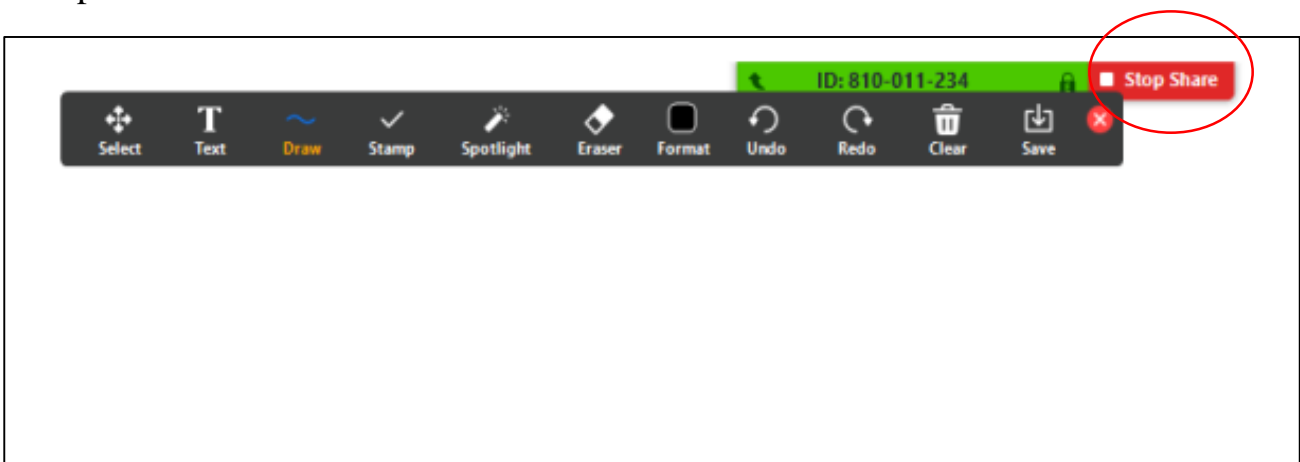 ID: 810-011-234 Stop Share
Select Text Draw Stamp Spotlight Eraser Format Undo Redo Clear Save